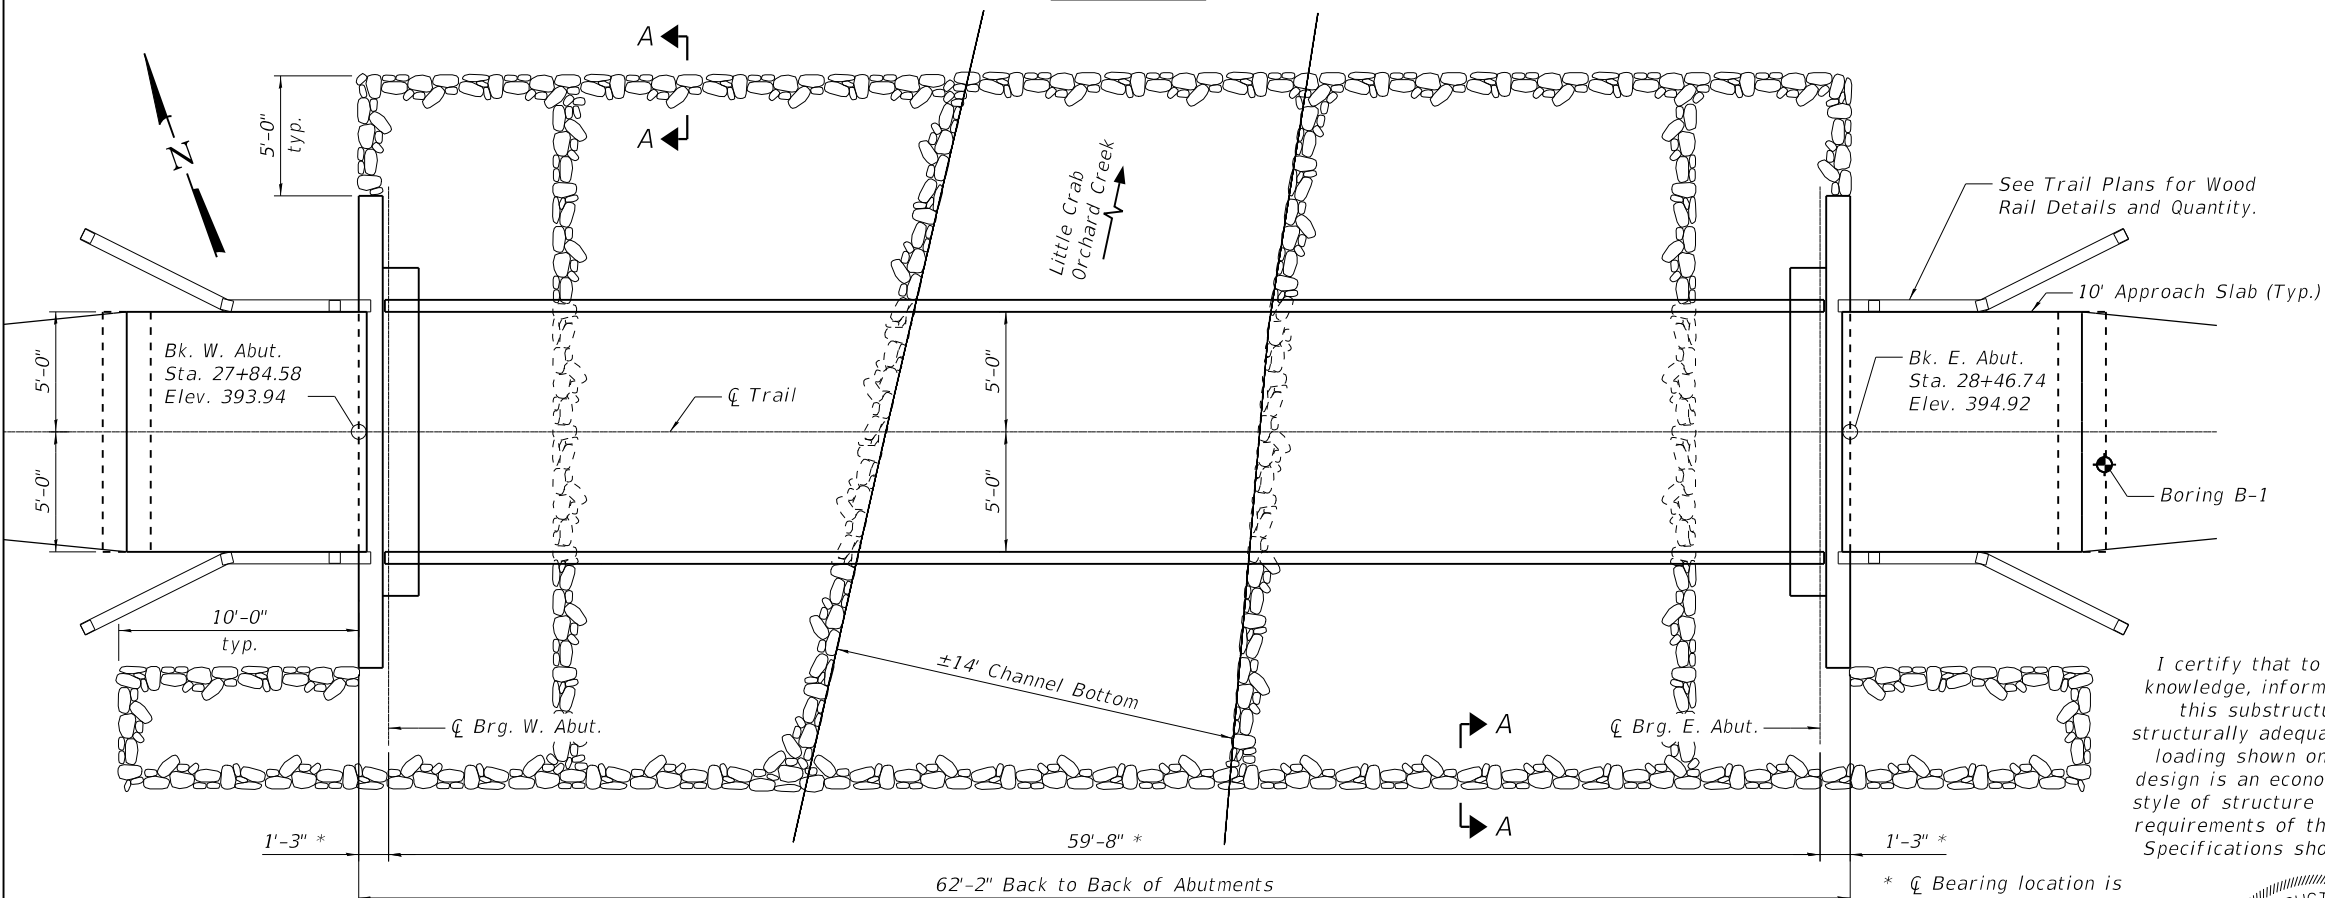 A
A
5'-0"
typ.
N
Little Crab
Orchard Creek
See Trail Plans for Wood
Rail Details and Quantity.
10' Approach Slab (Typ.)
Bk. W. Abut.
Sta. 27+84.58
Elev. 393.94
5'-0"
5'-0"
℄ Trail
5'-0"
5'-0"
Bk. E. Abut.
Sta. 28+46.74
Elev. 394.92
Boring B-1
10'-0"
typ.
±14' Channel Bottom
℄ Brg. W. Abut.
A
A
℄ Brg. E. Abut.
I certify that to
knowledge, inform
this substructu
structurally adequa
loading shown on
design is an econo
style of structure
requirements of th
Specifications sho
1'-3" *
59'-8" *
1'-3" *
62'-2" Back to Back of Abutments
* ℄ Bearing location is